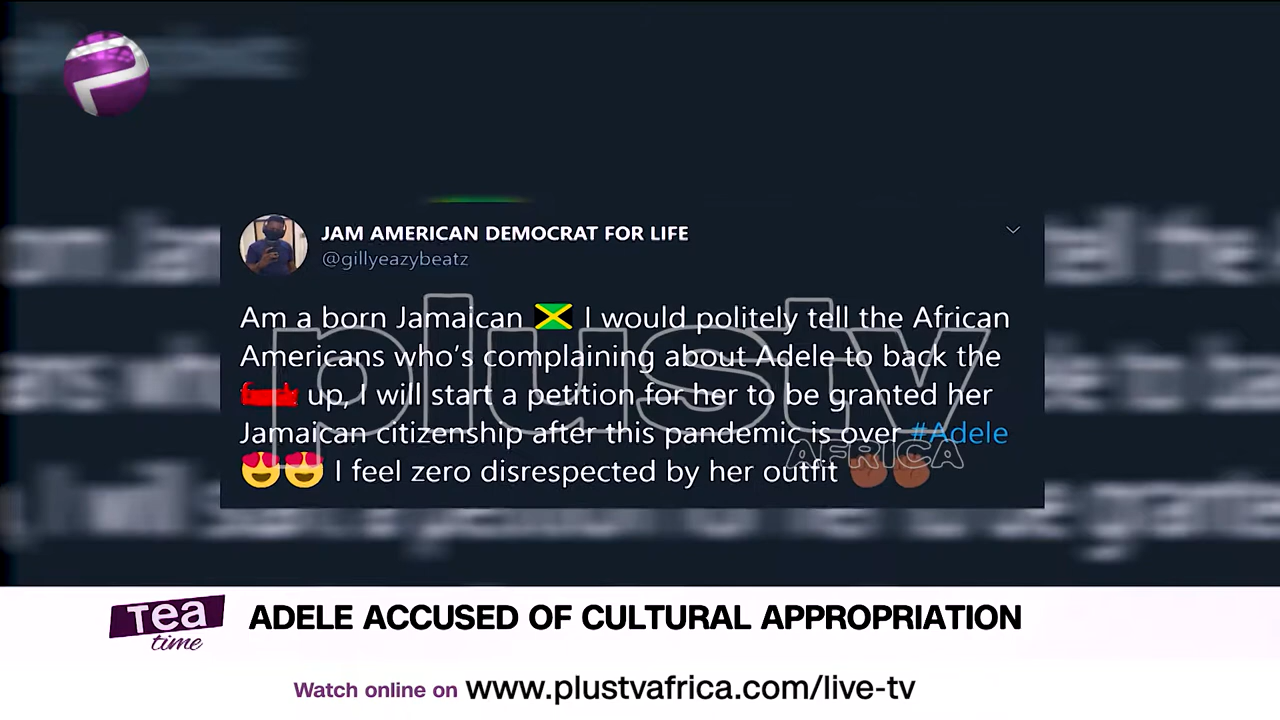 JAM AMERICAN DEMOCRAT FOR LIFE
@gillyeazybeatz
Am a born Jamaican 🇯🇲 I would politely tell the African
Americans who's complaining about Adele to back the
up, I will start a petition for her to be granted her
Jamaican citizenship after this pandemic is over #Adele
😍😍 I feel zero disrespected by her outfit ✊🏾✊🏾
plustv
AFRICA
Tea
time
ADELE ACCUSED OF CULTURAL APPROPRIATION
Watch online on www.plustvafrica.com/live-tv